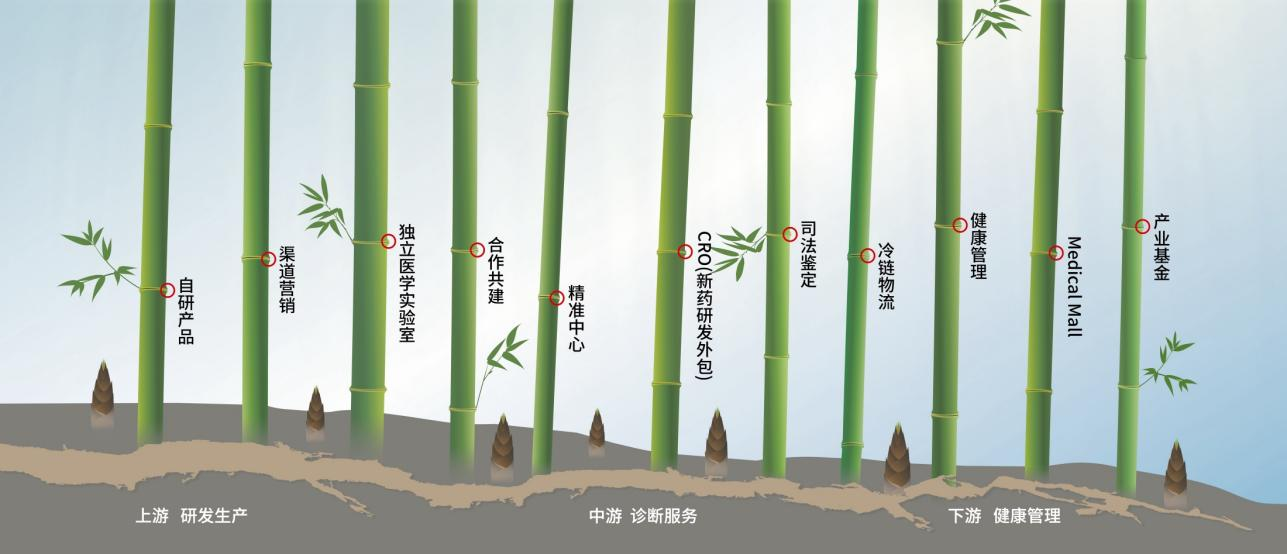 自研产品
渠道营销
独立医学实验室
合作共建
精准中心
CRO(新药研发外包)
司法鉴定
冷链物流
健康管理
Medical Mall
产业基金
上游 研发生产
中游 诊断服务
下游 健康管理